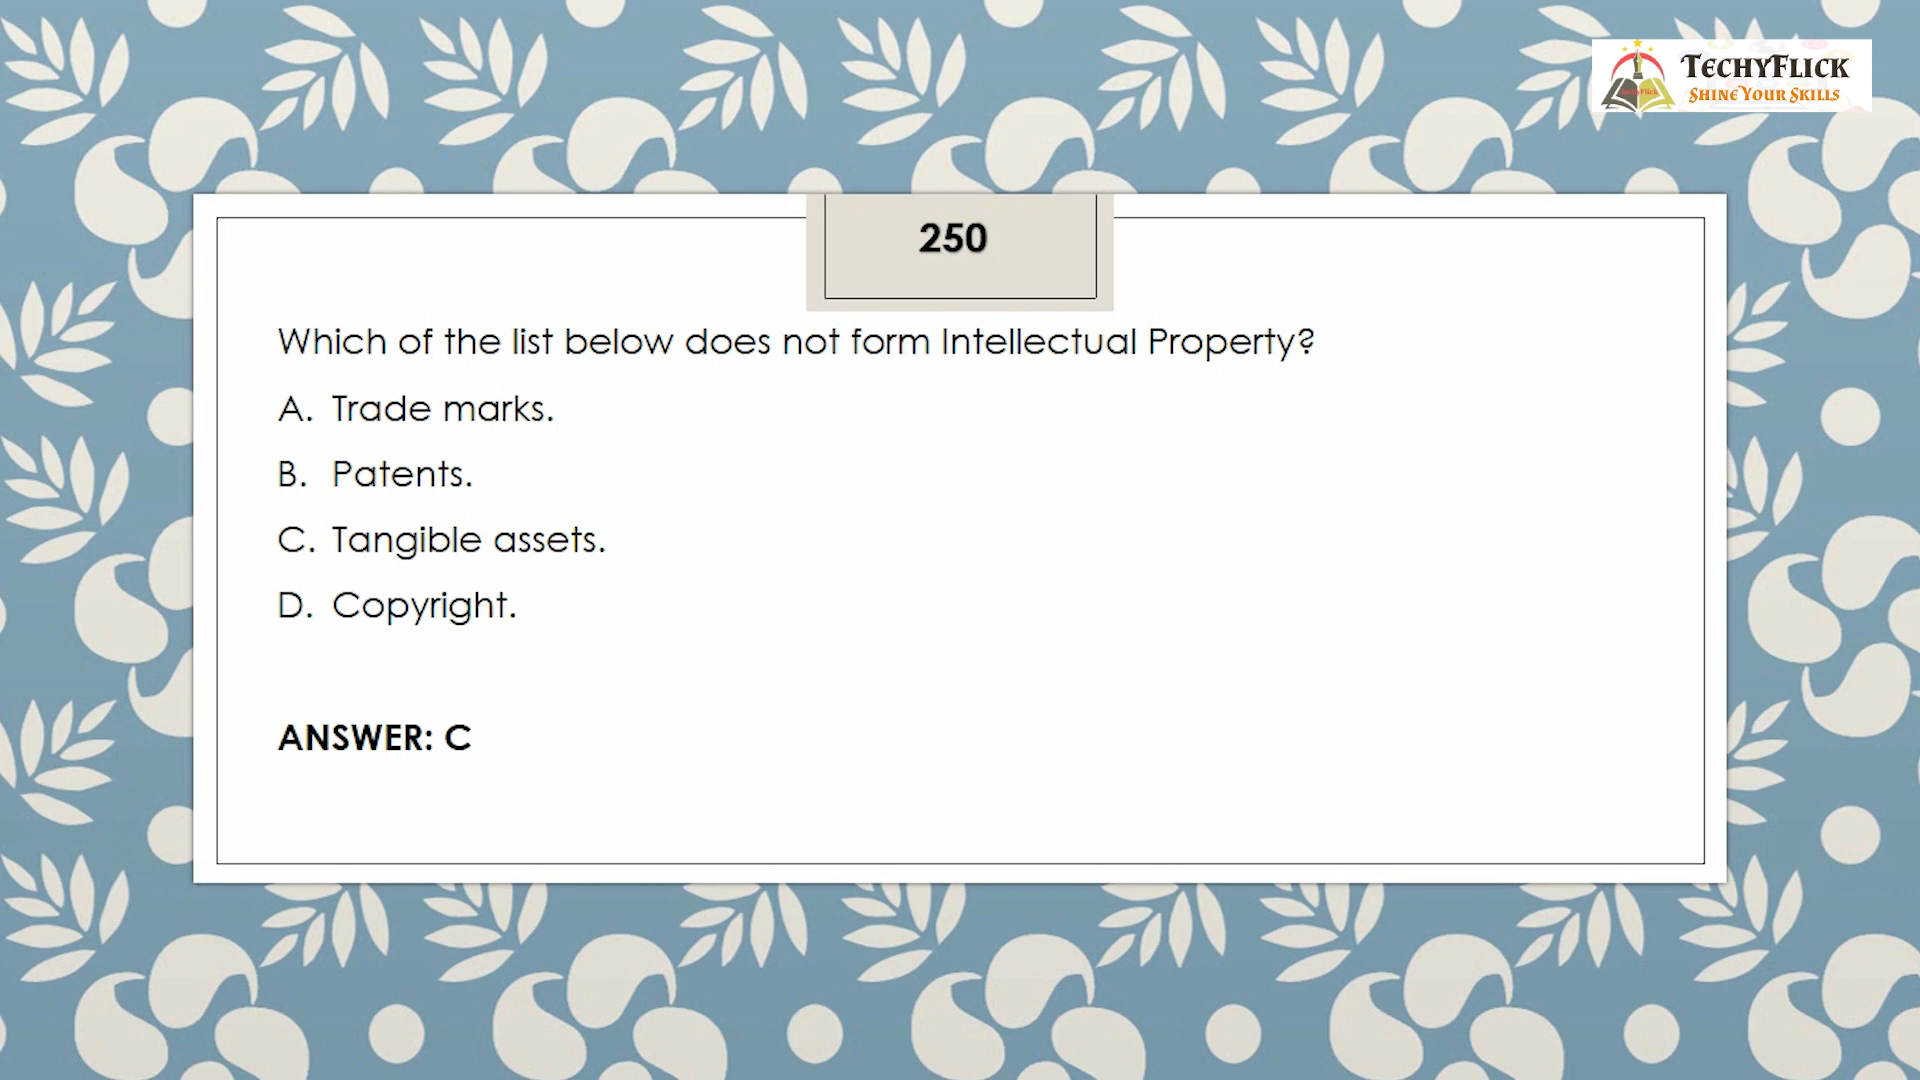 TECHYFLICK
SHINE YOUR SKILLS
250
Which of the list below does not form Intellectual Property?
A. Trade marks.
B. Patents.
C. Tangible assets.
D. Copyright.
ANSWER: C